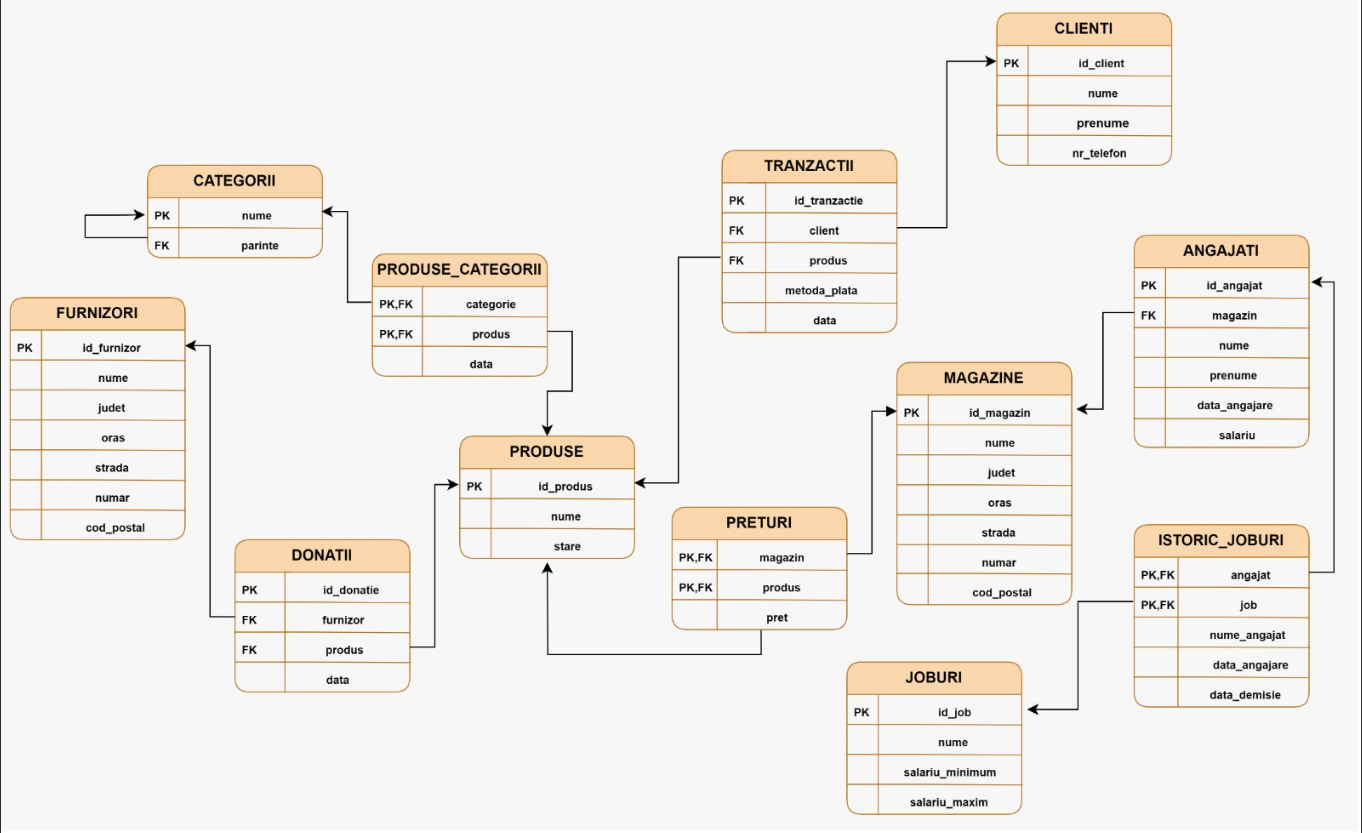 CLIENTI
PK id_client
nume
prenume
nr_telefon
TRANZACTII
PK id_tranzactie
FK client
FK produs
metoda_plata
data
CATEGORII
PK nume
FK parinte
PRODUSE_CATEGORII
PK,FK categorie
PK,FK produs
data
ANGAJATI
PK id_angajat
FK magazin
nume
prenume
data_angajare
salariu
FURNIZORI
PK id_furnizor
nume
judet
oras
strada
numar
cod_postal
MAGAZINE
PK id_magazin
nume
judet
oras
strada
numar
cod_postal
PRODUSE
PK id_produs
nume
stare
PRETURI
PK,FK magazin
PK,FK produs
pret
ISTORIC_JOBURI
PK,FK angajat
PK,FK job
nume_angajat
data_angajare
data_demisie
DONATII
PK id_donatie
FK furnizor
FK produs
data
JOBURI
PK id_job
nume
salariu_minimum
salariu_maxim